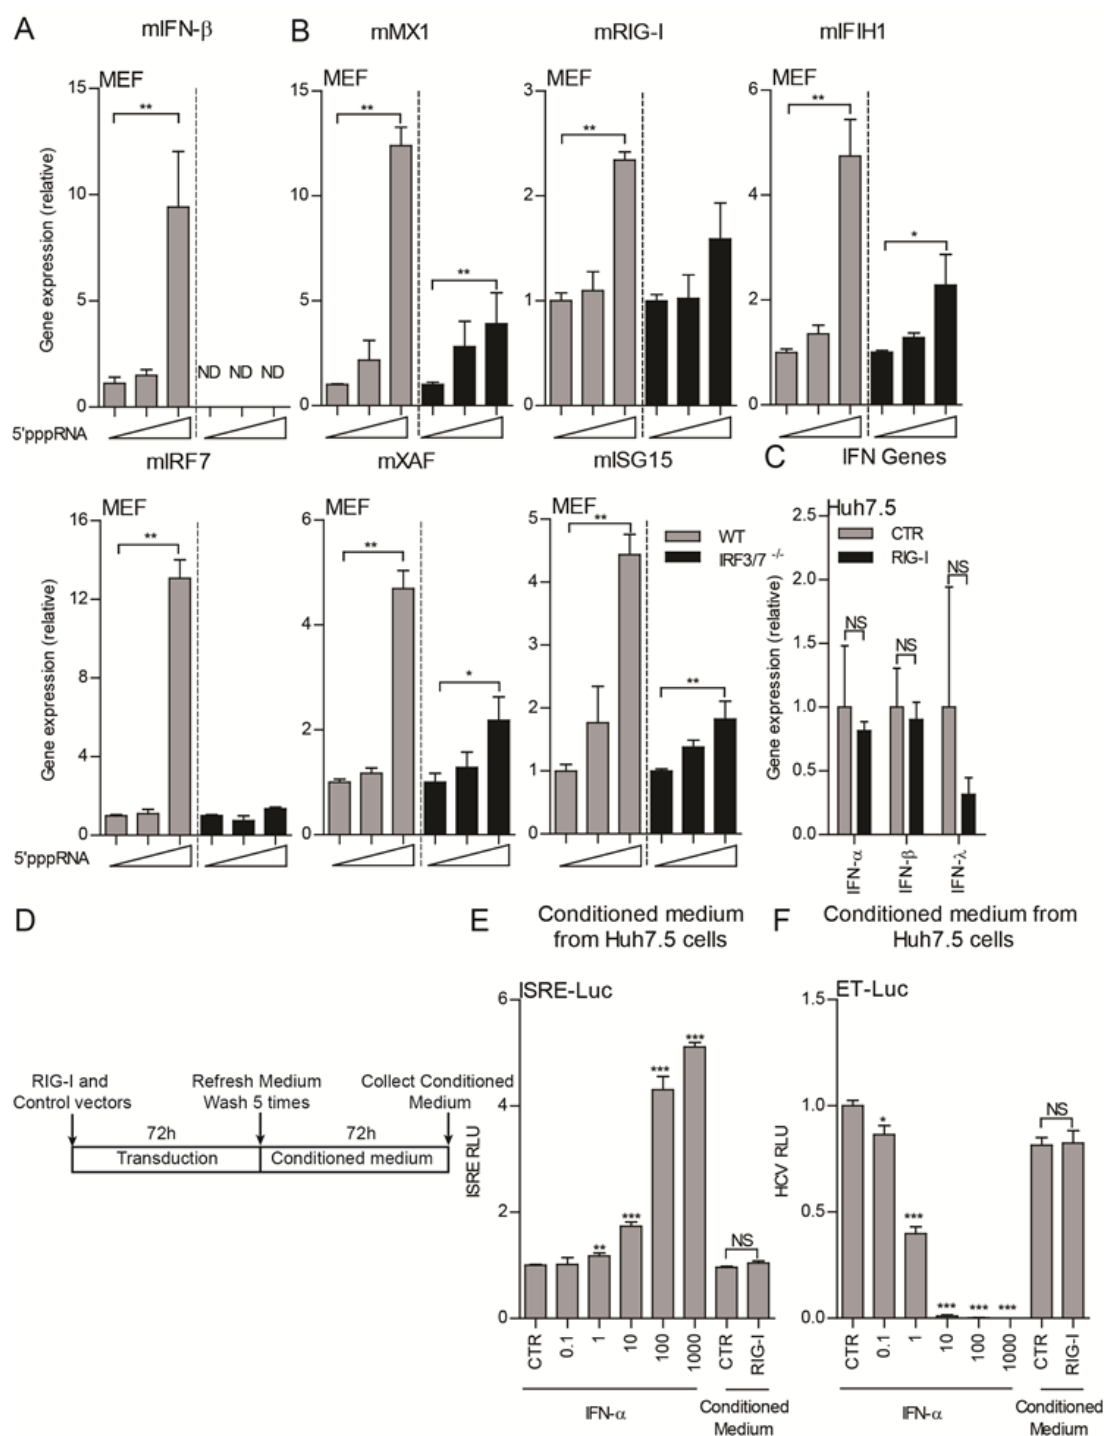 A
mIFN-β
B
mMX1
mRIG-I
mIFIH1
MEF
15
10
5
0
Gene expression (relative)
**
ND ND ND
5'pppRNA
MEF
15
10
5
0
**
**
MEF
3
2
1
0
**
MEF
6
4
2
0
**
*
mIRF7
mXAF
mISG15
C
IFN Genes
MEF
16
12
8
4
0
Gene expression (relative)
**
5'pppRNA
MEF
6
4
2
0
**
*
MEF
5
4
3
2
1
0
**
**
WT
IRF3/7 -/-
Huh7.5
2.5
2.0
1.5
1.0
0.5
0.0
Gene expression (relative)
CTR
RIG-I
NS
NS
NS
IFN-α
IFN-β
IFN-λ
D
RIG-I and
Control vectors
Refresh Medium
Wash 5 times
Collect Conditioned
Medium
72h
72h
Transduction
Conditioned medium
E
Conditioned medium
from Huh7.5 cells
ISRE-Luc
6
4
2
0
ISRE RLU
**
***
***
***
NS
CTR
0.1
1
10
100
1000
CTR
RIG-I
IFN-α
Conditioned
Medium
F
Conditioned medium from
Huh7.5 cells
ET-Luc
1.5
1.0
0.5
0.0
HCV RLU
*
***
***
***
***
NS
CTR
0.1
1
10
100
1000
CTR
RIG-I
IFN-α
Conditioned
Medium